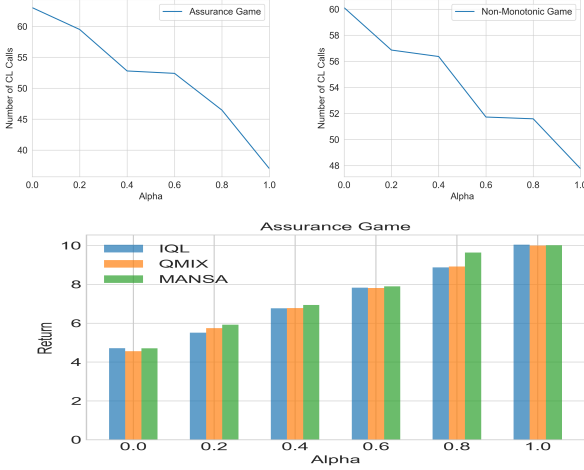 Assurance Game
Number of CL Calls
60
55
50
45
40
0.0 0.2 0.4 0.6 0.8 1.0
Alpha
Non-Monotonic Game
Number of CL Calls
60
58
56
54
52
50
48
0.0 0.2 0.4 0.6 0.8 1.0
Alpha
Assurance Game
IQL
QMIX
MANSA
Return
10
8
6
4
2
0
0.0 0.2 0.4 0.6 0.8 1.0
Alpha